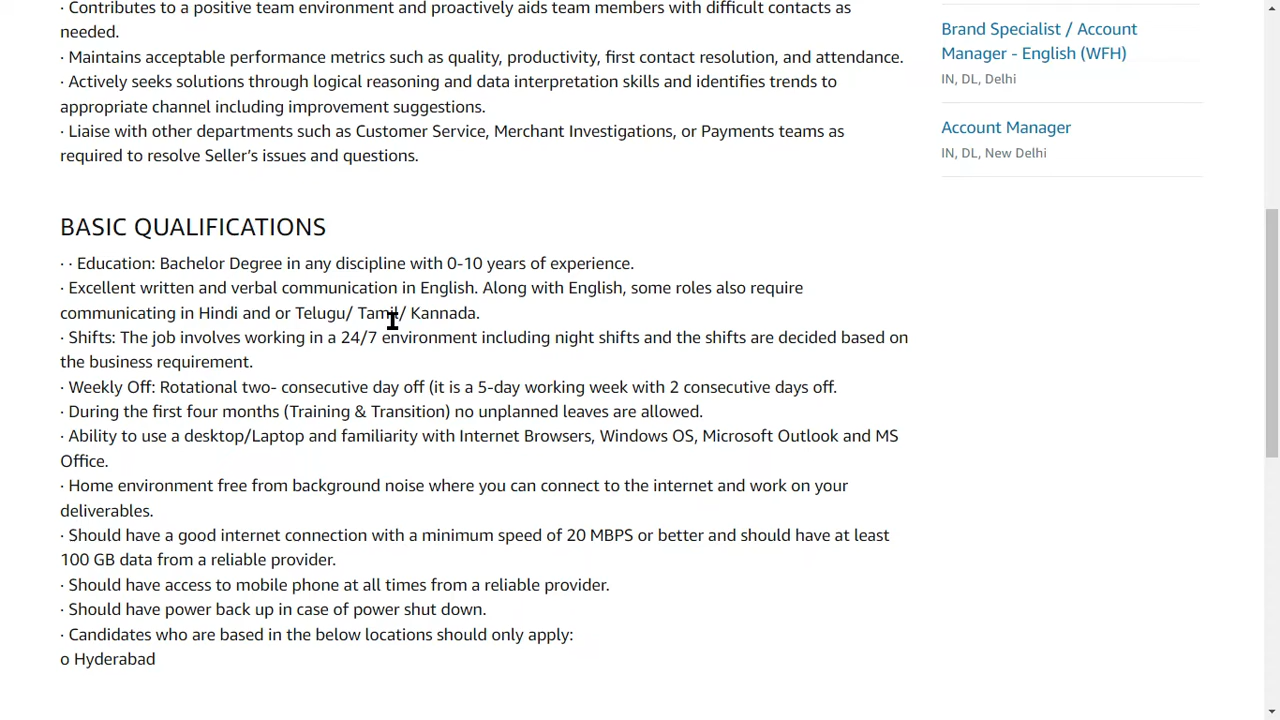 · Contributes to a positive team environment and proactively aids team members with difficult contacts as
needed.
· Maintains acceptable performance metrics such as quality, productivity, first contact resolution, and attendance.
· Actively seeks solutions through logical reasoning and data interpretation skills and identifies trends to
appropriate channel including improvement suggestions.
· Liaise with other departments such as Customer Service, Merchant Investigations, or Payments teams as
required to resolve Seller’s issues and questions.
BASIC QUALIFICATIONS
· · Education: Bachelor Degree in any discipline with 0-10 years of experience.
· Excellent written and verbal communication in English. Along with English, some roles also require
communicating in Hindi and or Telugu/ Tamil/ Kannada.
· Shifts: The job involves working in a 24/7 environment including night shifts and the shifts are decided based on
the business requirement.
· Weekly Off: Rotational two- consecutive day off (it is a 5-day working week with 2 consecutive days off.
· During the first four months (Training & Transition) no unplanned leaves are allowed.
· Ability to use a desktop/Laptop and familiarity with Internet Browsers, Windows OS, Microsoft Outlook and MS
Office.
· Home environment free from background noise where you can connect to the internet and work on your
deliverables.
· Should have a good internet connection with a minimum speed of 20 MBPS or better and should have at least
100 GB data from a reliable provider.
· Should have access to mobile phone at all times from a reliable provider.
· Should have power back up in case of power shut down.
· Candidates who are based in the below locations should only apply:
o Hyderabad
Brand Specialist / Account
Manager - English (WFH)
IN, DL, Delhi
Account Manager
IN, DL, New Delhi